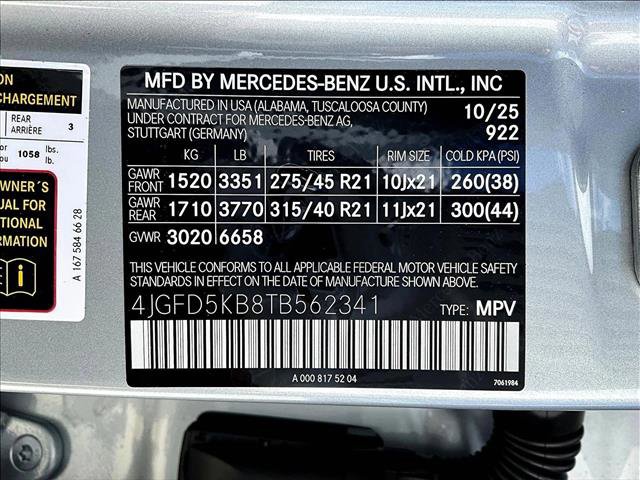 ON
CHARGEMENT
REAR
ARRIÈRE 3
or 1058 lbs.
ou lb.
WNER´S
UAL FOR
TIONAL
RMATION
A 167 584 66 28
MFD BY MERCEDES-BENZ U.S. INTL., INC
MANUFACTURED IN USA (ALABAMA, TUSCALOOSA COUNTY) 10/25
UNDER CONTRACT FOR MERCEDES-BENZ AG,
STUTTGART (GERMANY) 922
KG LB TIRES RIM SIZE COLD KPA (PSI)
GAWR FRONT 1520 3351 275/45 R21 10Jx21 260(38)
GAWR REAR 1710 3770 315/40 R21 11Jx21 300(44)
GVWR 3020 6658
THIS VEHICLE CONFORMS TO ALL APPLICABLE FEDERAL MOTOR VEHICLE SAFETY
STANDARDS IN EFFECT ON THE DATE OF MANUFACTURE SHOWN ABOVE.
4JGFD5KB8TB562341 TYPE: MPV
A 000 817 52 04
7061984